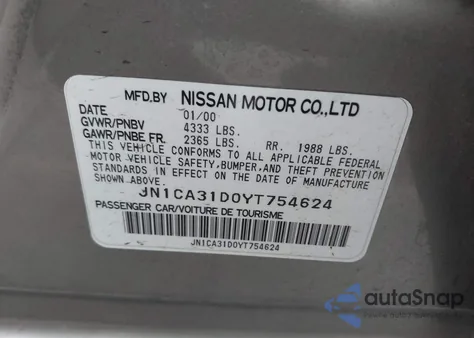 MFD.BY NISSAN MOTOR CO.,LTD
DATE 01/00
GVWR/PNBV 4333 LBS.
GAWR/PNBE FR. 2365 LBS. RR. 1988 LBS.
THIS VEHICLE CONFORMS TO ALL APPLICABLE FEDERAL
MOTOR VEHICLE SAFETY,BUMPER,AND THEFT PREVENTION
STANDARDS IN EFFECT ON THE DATE OF MANUFACTURE
SHOWN ABOVE.
JN1CA31D0YT754624
PASSENGER CAR/VOITURE DE TOURISME
JN1CA31D0YT754624
autoSnap